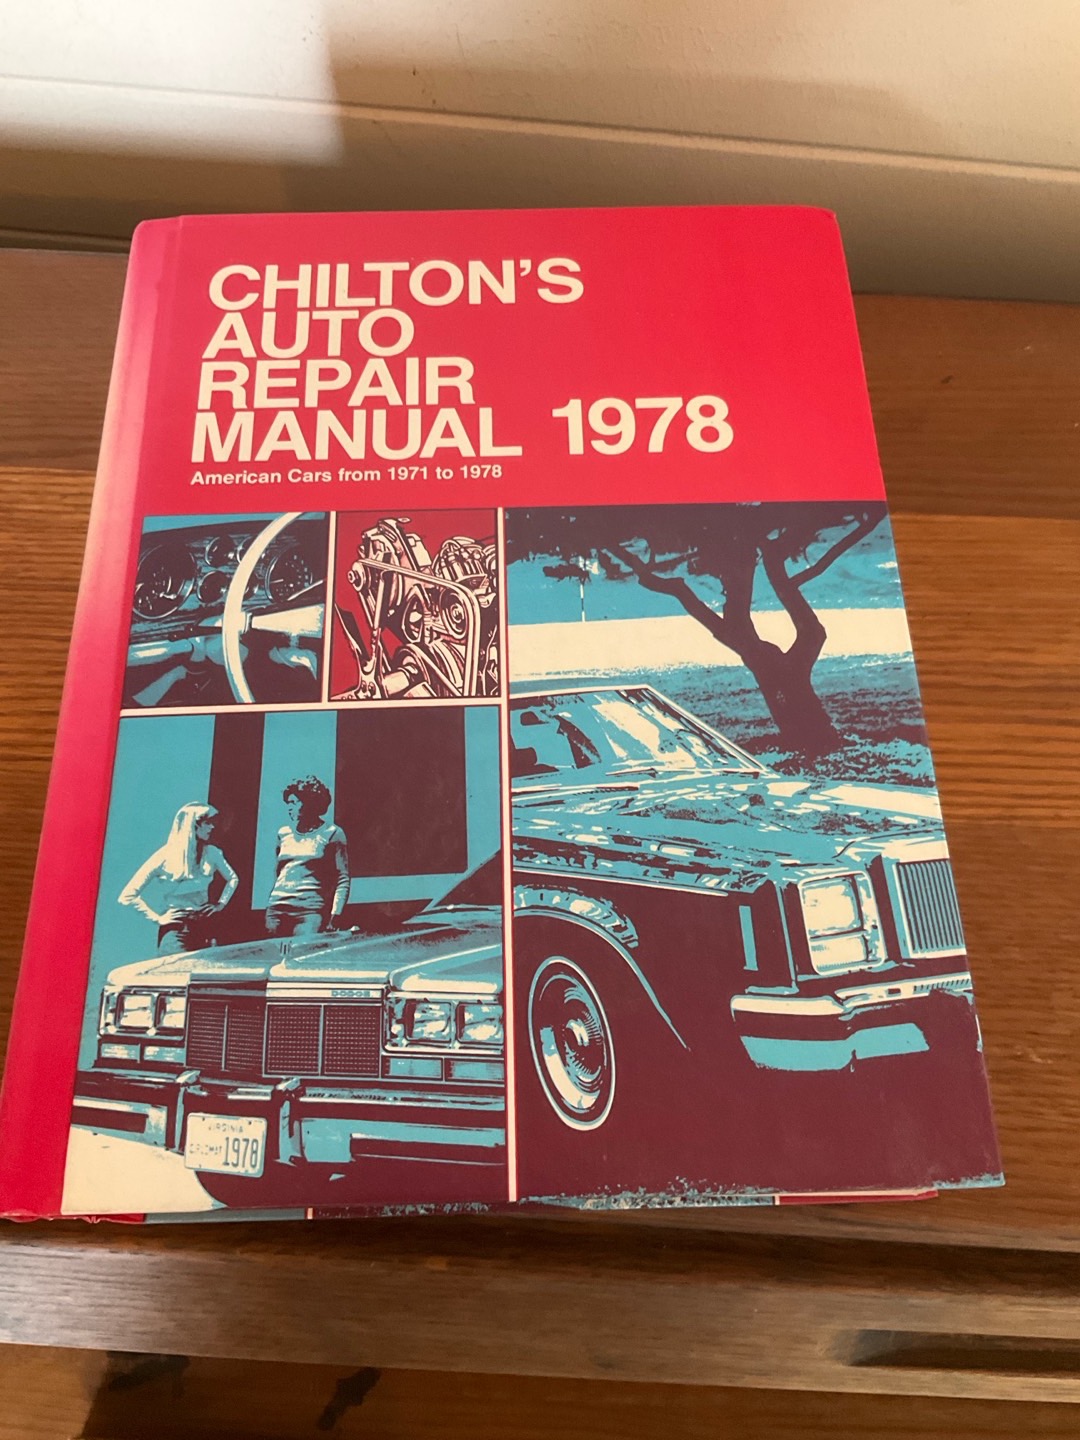 CHILTON'S
AUTO
REPAIR
MANUAL 1978
American Cars from 1971 to 1978
DODGE
VIRGINIA
DIPLOMAT 1978